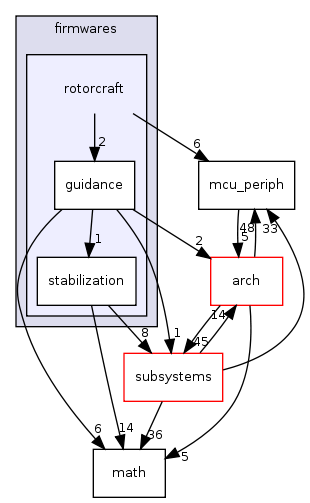 firmwares
rotorcraft
2
6
guidance
mcu_periph
1
2
48
5
33
stabilization
arch
8
1
14
45
subsystems
6
14
36
5
math